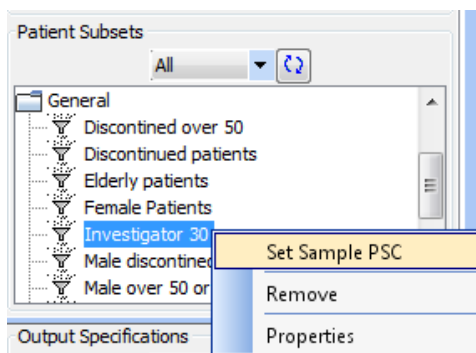 Patient Subsets
All
General
Discontined over 50
Discontinued patients
Elderly patients
Female Patients
Investigator 30
Set Sample PSC
Male discontined
Remove
Male over 50 or
Output Specifications
Properties